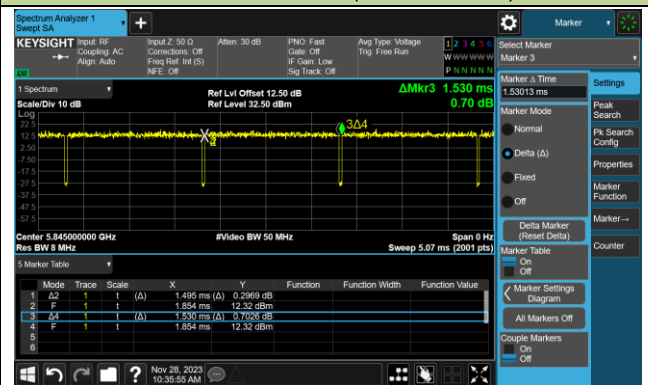 Spectrum Analyzer 1
Swept SA
Marker
KEYSIGHT
Input: RF
Coupling: AC
Align: Auto
Input Z: 50 Ω
Corrections: Off
Freq Ref: Int (S)
NFE: Off
Atten: 30 dB
PNO: Fast
Gate: Off
IF Gain: Low
Sig Track: Off
Avg Type: Voltage
Trig: Free Run
1 2 3 4 5 6
W W W W W W
P N N N N N
Select Marker
Marker 3
1 Spectrum
Scale/Div 10 dB
Ref Lvl Offset 12.50 dB
Ref Level 32.50 dBm
ΔMkr3 1.530 ms
0.70 dB
Log
22.5
12.5
2.50
-7.50
-17.5
-27.5
-37.5
-47.5
-57.5
3Δ4
Center 5.845000000 GHz
Res BW 8 MHz
#Video BW 50 MHz
Span 0 Hz
Sweep 5.07 ms (2001 pts)
5 Marker Table
Mode Trace Scale X Y Function Function Width Function Value
1 Δ2 1 t (Δ) 1.495 ms (Δ) 0.2969 dB
2 F 1 t 1.854 ms 12.32 dBm
3 Δ4 1 t (Δ) 1.530 ms (Δ) 0.7026 dB
4 F 1 t 1.854 ms 12.32 dBm
5
6
Marker Δ Time
1.53013 ms
Marker Mode
Normal
Delta (Δ)
Fixed
Off
Delta Marker
(Reset Delta)
Marker Table
On
Off
Marker Settings
Diagram
All Markers Off
Couple Markers
On
Off
Settings
Peak
Search
Pk Search
Config
Properties
Marker
Function
Marker→
Counter
Nov 28, 2023
10:35:55 AM